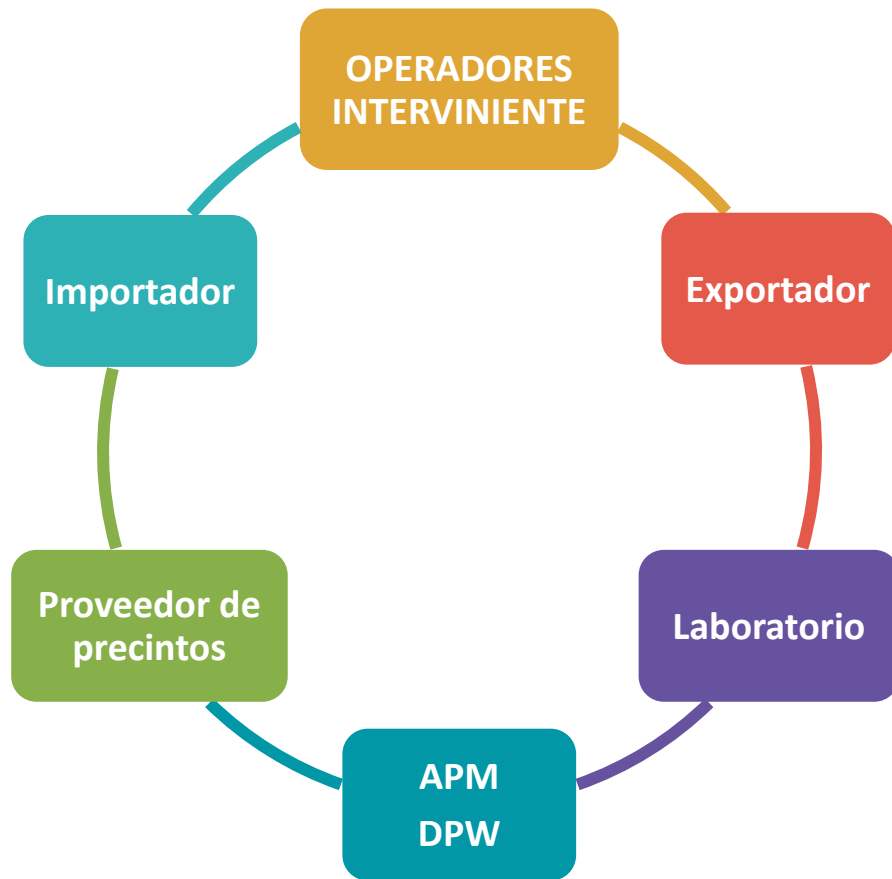 OPERADORES
INTERVINIENTE
Importador
Exportador
Proveedor de
precintos
Laboratorio
APM
DPW